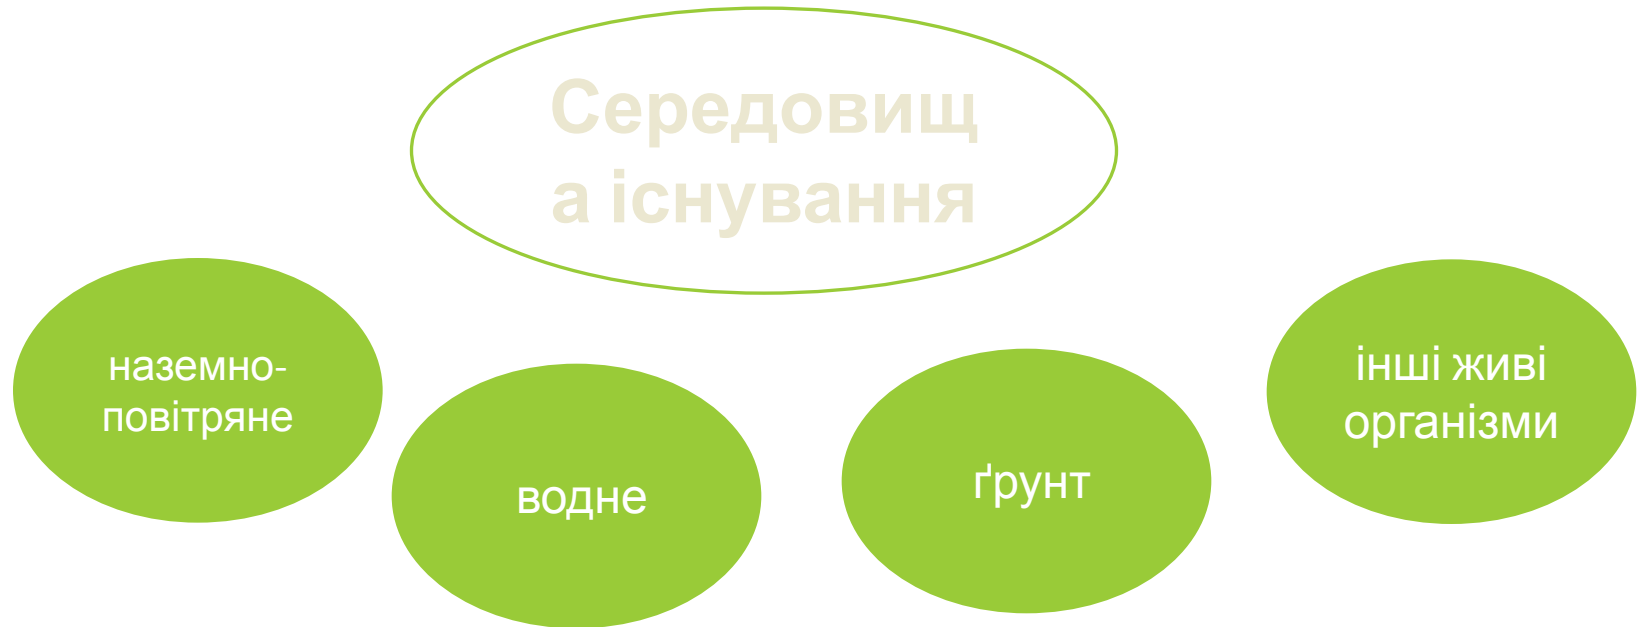 Середовищ
а існування
наземно-
повітряне
водне
ґрунт
інші живі
організми